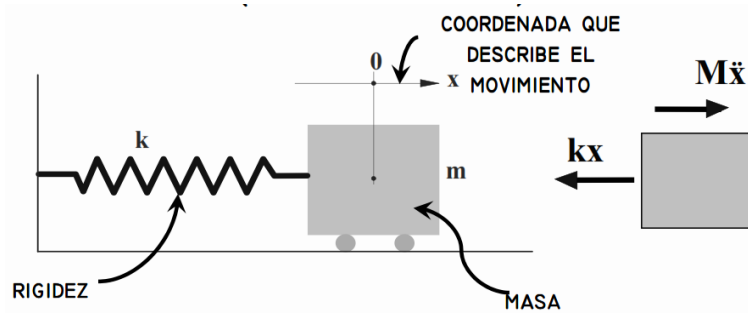 COORDENADA QUE
DESCRIBE EL
MOVIMIENTO
0
x
Mẍ
k
kx
m
RIGIDEZ
MASA